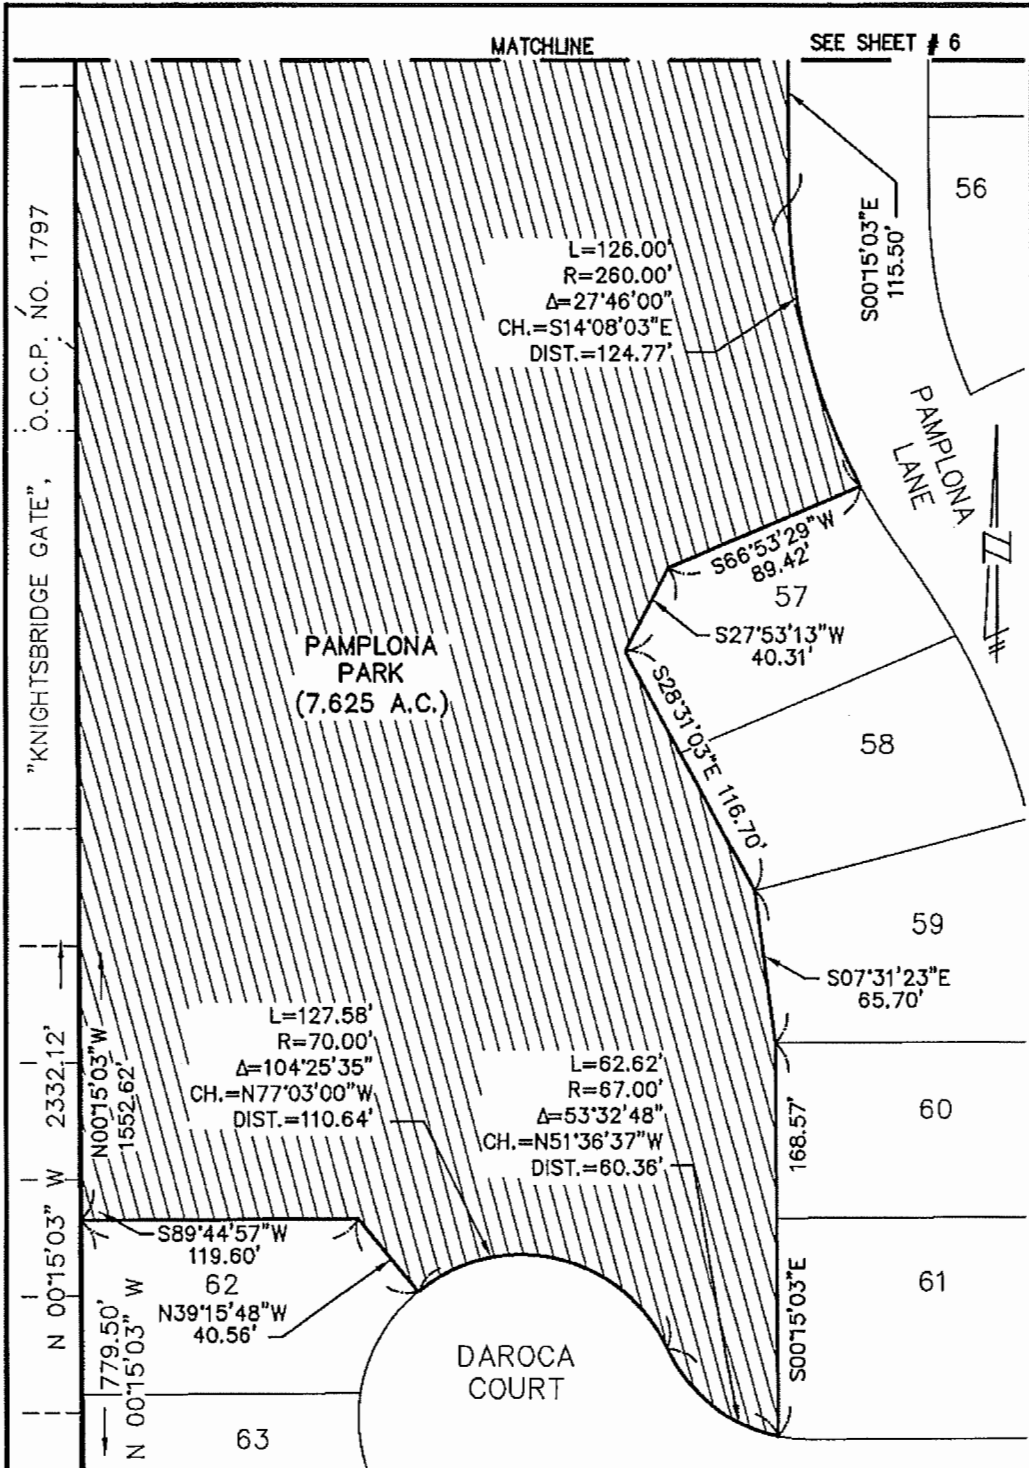 MATCHLINE
SEE SHEET # 6
56
S00°15'03"E
115.50'
L=126.00'
R=260.00'
Δ=27°46'00"
CH.=S14°08'03"E
DIST.=124.77'
"KNIGHTSBRIDGE GATE", O.C.C.P. NO. 1797
PAMPLONA
LANE
S66°53'29"W
89.42'
57
S27°53'13"W
40.31'
PAMPLONA
PARK
(7.625 A.C.)
S28°31'03"E 116.70'
58
59
S07°31'23"E
65.70'
L=127.58'
R=70.00'
Δ=104°25'35"
CH.=N77°03'00"W
DIST.=110.64'
L=62.62'
R=67.00'
Δ=53°32'48"
CH.=N51°36'37"W
DIST.=60.36'
N 00°15'03" W 2332.12'
N00°15'03"W
1552.62'
60
S00°15'03"E 168.57'
S89°44'57"W
119.60'
62
N39°15'48"W
40.56'
61
779.50'
N 00°15'03" W
DAROCA
COURT
63